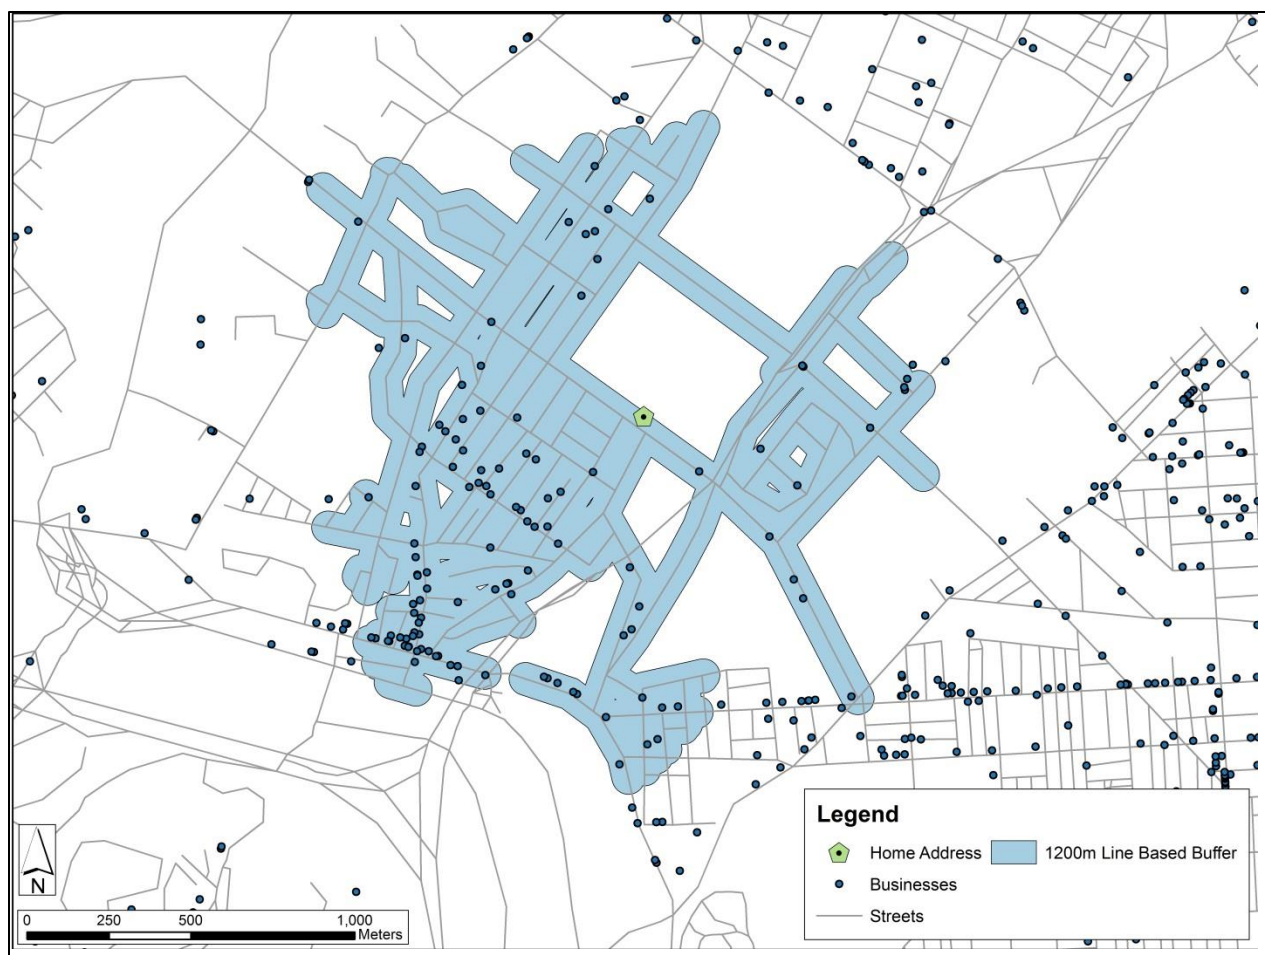 Legend
Home Address
1200m Line Based Buffer
Businesses
Streets
N
0 250 500 1,000
Meters